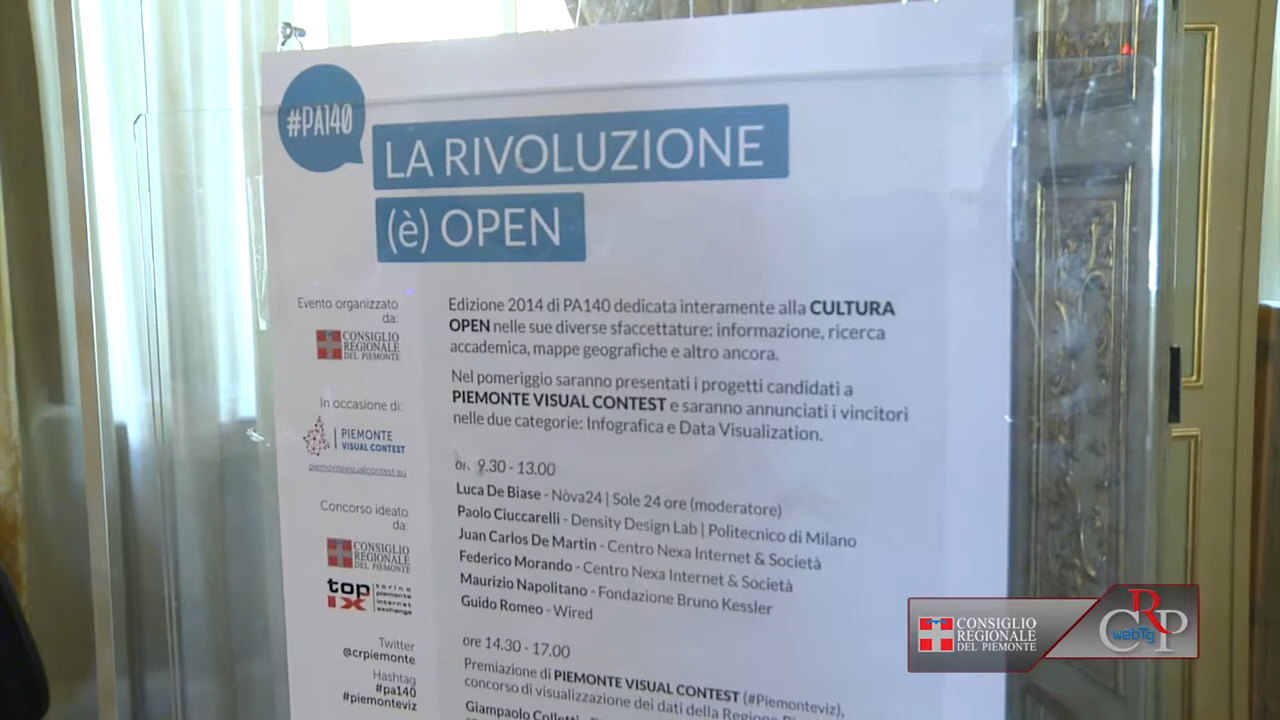 #PA140
LA RIVOLUZIONE
(è) OPEN
Evento organizzato
da:
CONSIGLIO
REGIONALE
DEL PIEMONTE
In occasione di:
PIEMONTE
VISUAL CONTEST
piemontevisualcontest.eu
Concorso ideato
da:
CONSIGLIO
REGIONALE
DEL PIEMONTE
top
ix
torino
piemonte
internet
exchange
Twitter
@crpiemonte
Hashtag
#pa140
#piemonteviz
Edizione 2014 di PA140 dedicata interamente alla CULTURA
OPEN nelle sue diverse sfaccettature: informazione, ricerca
accademica, mappe geografiche e altro ancora.
Nel pomeriggio saranno presentati i progetti candidati a
PIEMONTE VISUAL CONTEST e saranno annunciati i vincitori
nelle due categorie: Infografica e Data Visualization.
9.30 - 13.00
Luca De Biase - Nòva24 | Sole 24 ore (moderatore)
Paolo Ciuccarelli - Density Design Lab | Politecnico di Milano
Juan Carlos De Martin - Centro Nexa Internet & Società
Federico Morando - Centro Nexa Internet & Società
Maurizio Napolitano - Fondazione Bruno Kessler
Guido Romeo - Wired
ore 14.30 - 17.00
Premiazione di PIEMONTE VISUAL CONTEST (#Piemonteviz),
concorso di visualizzazione dei dati della Regione
Giampaolo Colletti -
CONSIGLIO
REGIONALE
DEL PIEMONTE
CRP
webTg